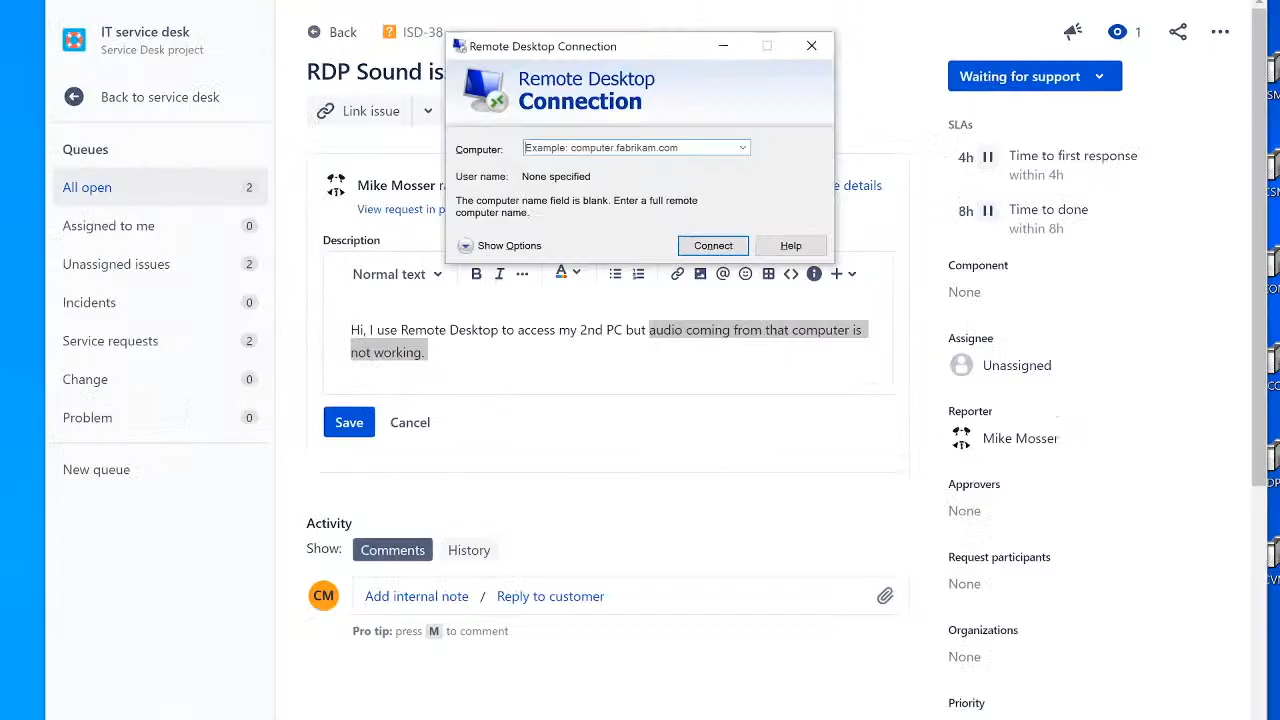 IT service desk
Service Desk project
Back to service desk
Queues
All open 2
Assigned to me 0
Unassigned issues 2
Incidents 0
Service requests 2
Change 0
Problem 0
New queue
Back
ISD-38
RDP Sound is
Link issue
Mike Mosser
View request in
details
Description
Normal text
Hi, I use Remote Desktop to access my 2nd PC but audio coming from that computer is
not working.
Save Cancel
Activity
Show: Comments History
CM Add internal note / Reply to customer
Pro tip: press M to comment
Remote Desktop Connection
Remote Desktop
Connection
Computer: Example: computer.fabrikam.com
User name: None specified
The computer name field is blank. Enter a full remote
computer name.
Show Options Connect Help
1
Waiting for support
SLAs
4h Time to first response
within 4h
8h Time to done
within 8h
Component
None
Assignee
Unassigned
Reporter
Mike Mosser
Approvers
None
Request participants
None
Organizations
None
Priority